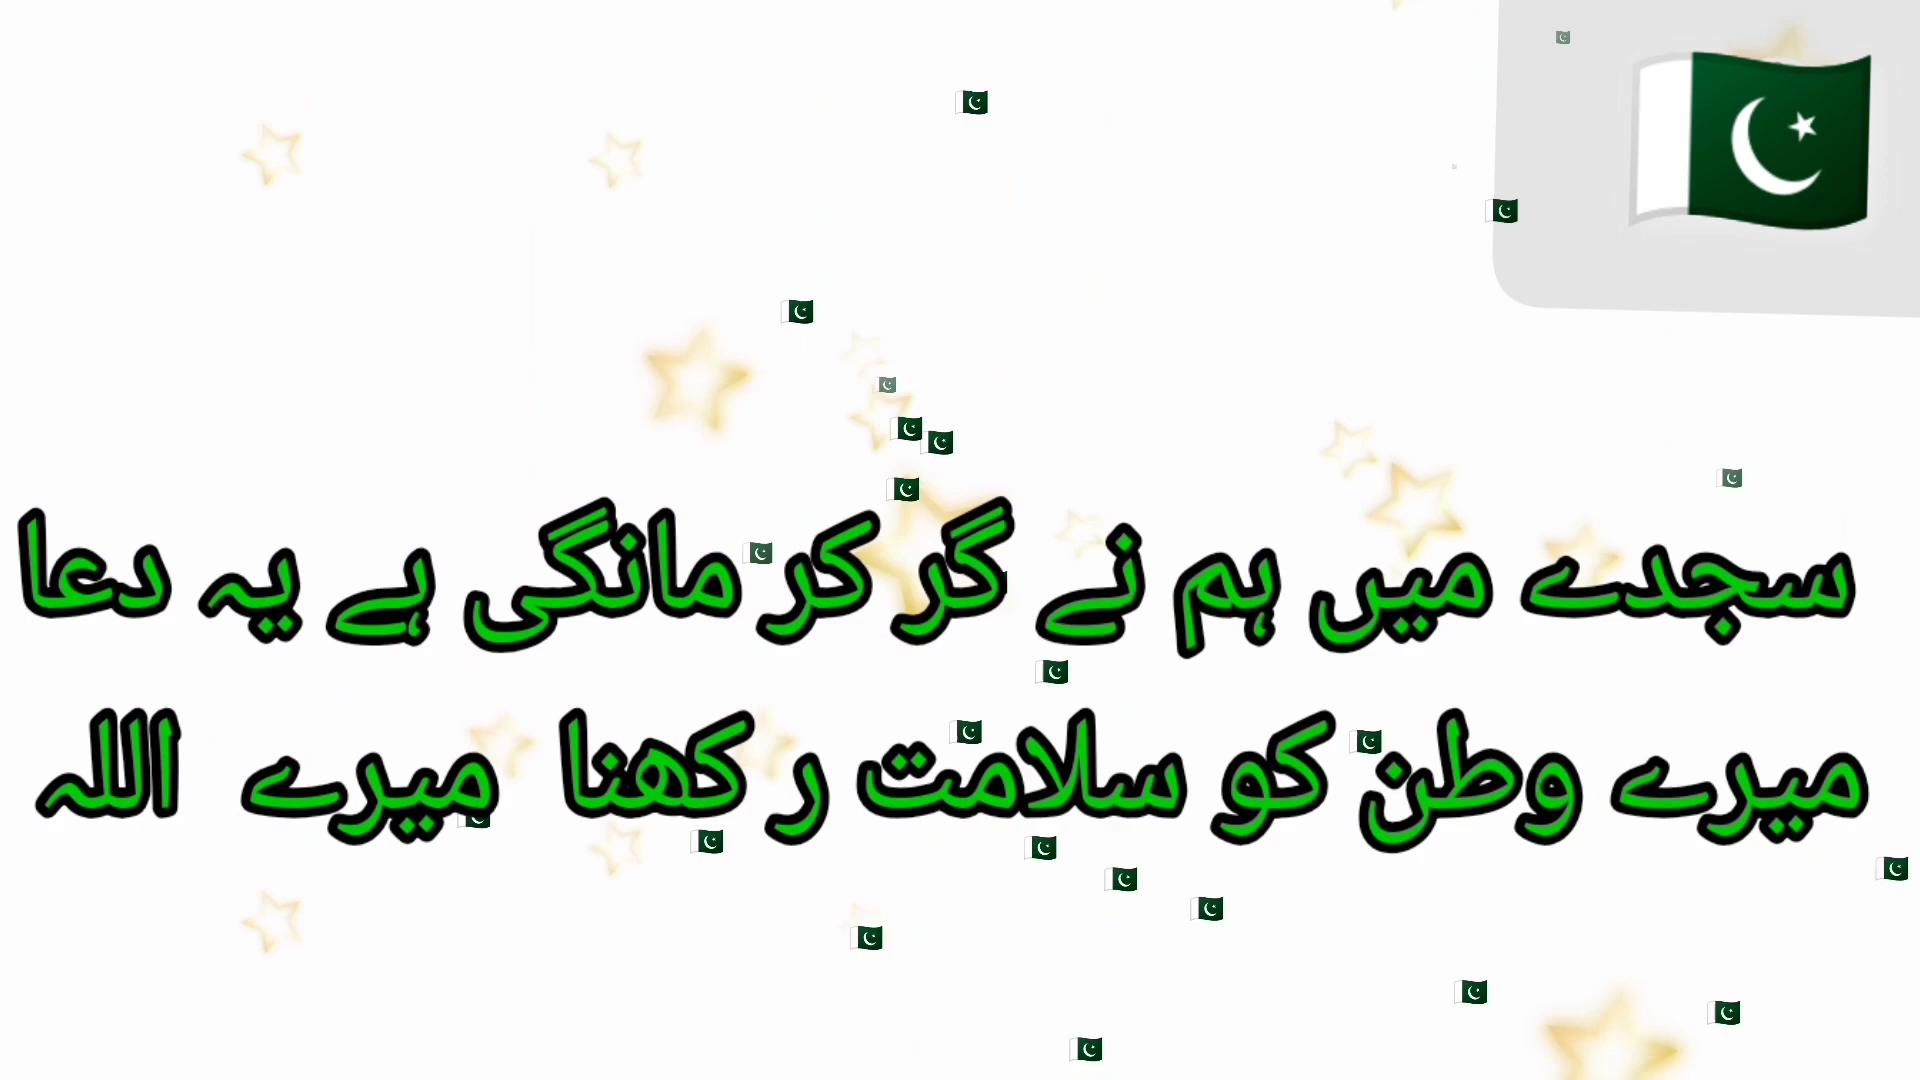 سجدے میں ہم نے گر کر مانگی ہے یہ دعا
میرے وطن کو سلامت رکھنا میرے اللہ